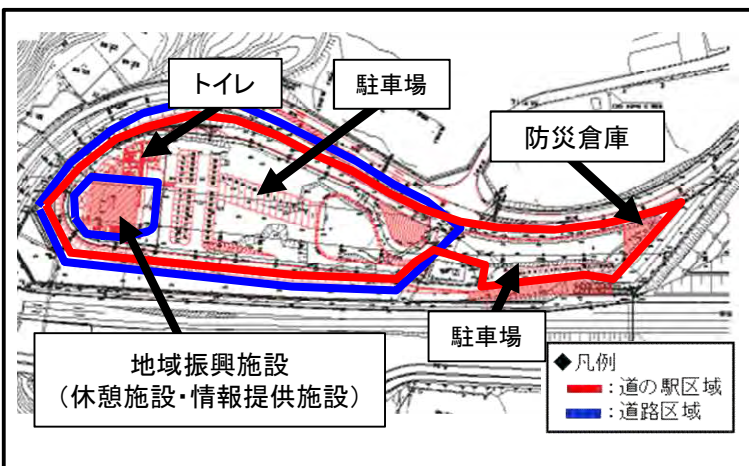 トイレ
駐車場
防災倉庫
駐車場
地域振興施設
（休憩施設・情報提供施設）
◆凡例
：道の駅区域
：道路区域